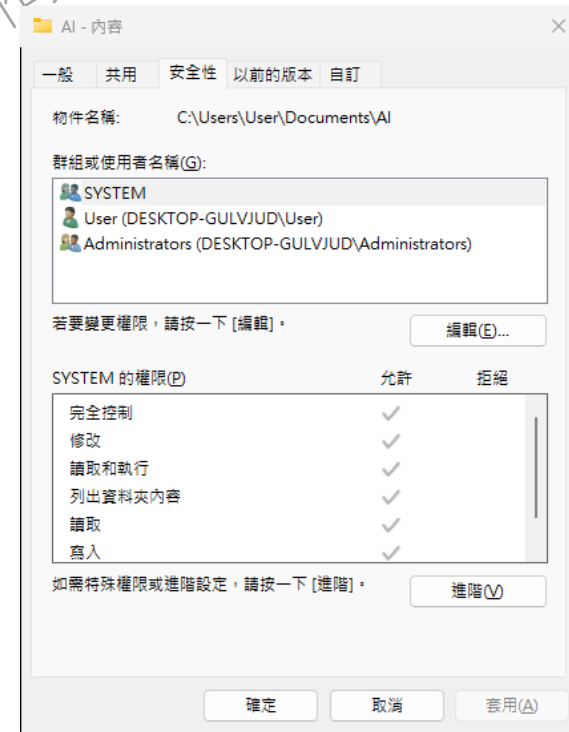 AI - 內容
一般 共用 安全性 以前的版本 自訂
物件名稱: C:\Users\User\Documents\AI
群組或使用者名稱(G):
SYSTEM
User (DESKTOP-GULVJUD\User)
Administrators (DESKTOP-GULVJUD\Administrators)
若要變更權限，請按一下 [編輯]。
編輯(E)...
SYSTEM 的權限(P) 允許 拒絕
完全控制
修改
讀取和執行
列出資料夾內容
讀取
寫入
如需特殊權限或進階設定，請按一下 [進階]。
進階(V)
確定 取消 套用(A)